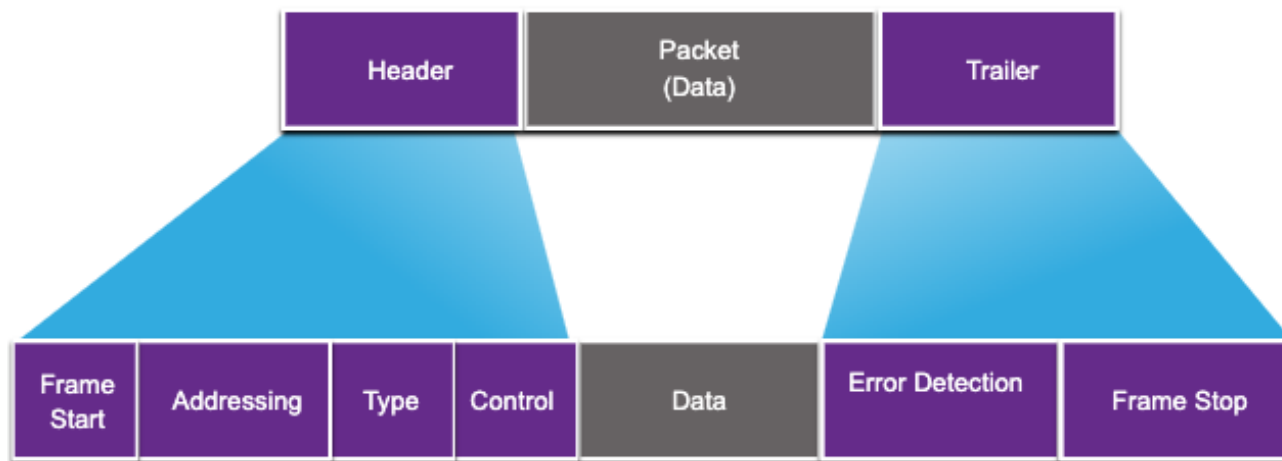 Header
Packet
(Data)
Trailer
Frame
Start
Addressing
Type
Control
Data
Error Detection
Frame Stop